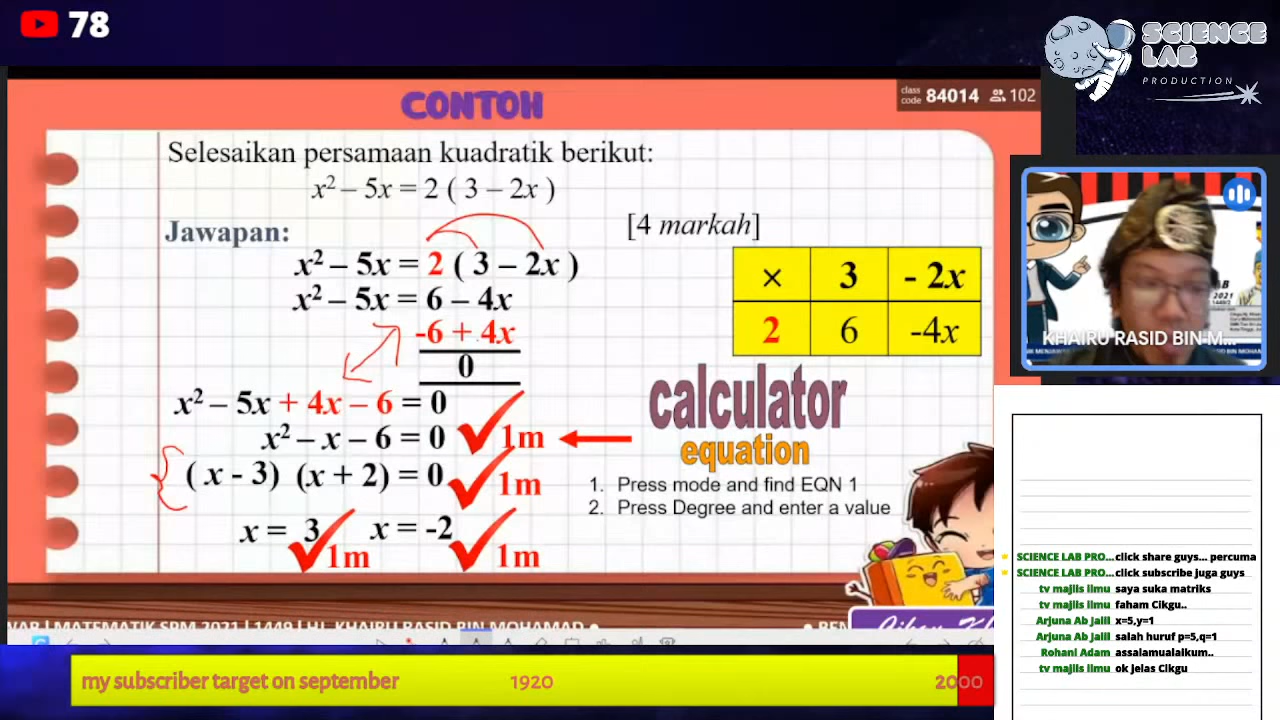 78
SCIENCE
LAB
PRODUCTION
CONTOH
class code 84014 102
Selesaikan persamaan kuadratik berikut:
x² – 5x = 2 ( 3 – 2x )
Jawapan:
[4 markah]
x² – 5x = 2 ( 3 – 2x )
x² – 5x = 6 – 4x
-6 + 4x
0
x² – 5x + 4x – 6 = 0
x² – x – 6 = 0 1m
( x - 3) (x + 2) = 0 1m
x = 3 1m x = -2 1m
× 3 - 2x
2 6 -4x
calculator
equation
1. Press mode and find EQN 1
2. Press Degree and enter a value
2021
KHAIRU RASID BIN M...
WAB | MATEMATIK SPM 2021 | 1449 | HJ. KHAIRU RASID BIN MOHAMAD ●
my subscriber target on september 1920 2000
SCIENCE LAB PRO... click share guys... percuma
SCIENCE LAB PRO... click subscribe juga guys
tv majlis ilmu saya suka matriks
tv majlis ilmu faham Cikgu..
Arjuna Ab Jalil x=5,y=1
Arjuna Ab Jalil salah huruf p=5,q=1
Rohani Adam assalamualaikum..
tv majlis ilmu ok jelas Cikgu